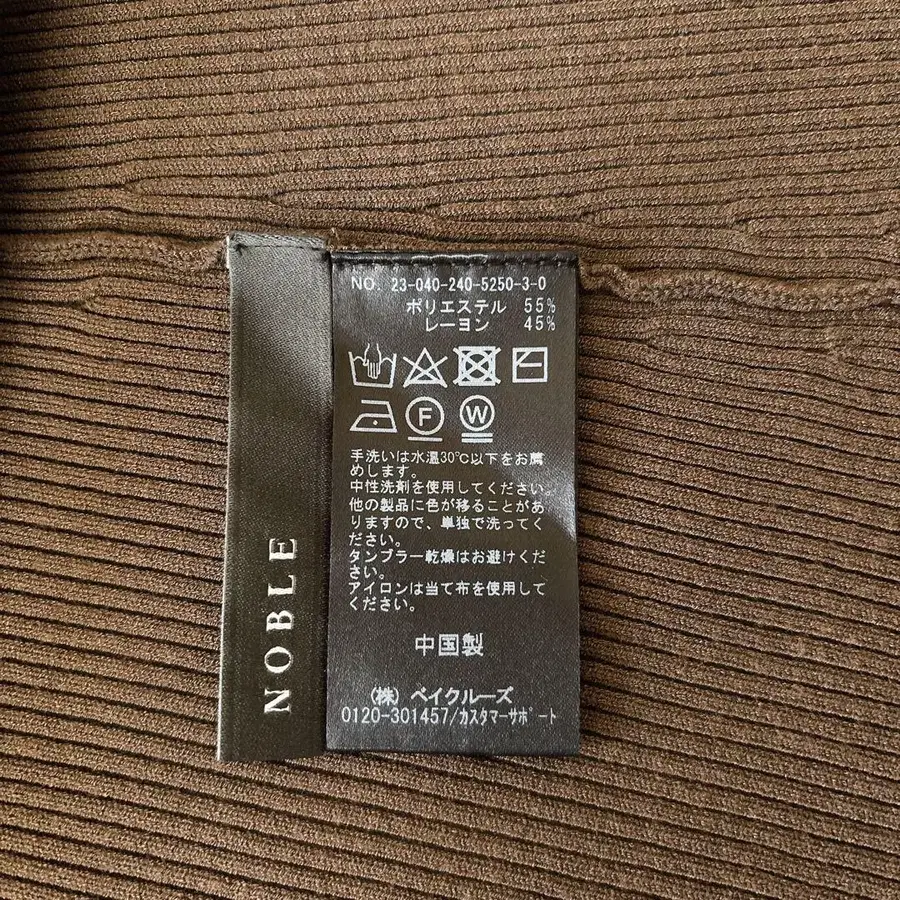 NOBLE
NO. 23-040-240-5250-3-0
ポリエステル 55%
レーヨン 45%
F
W
手洗いは水温30℃以下をお薦
めします。
中性洗剤を使用してください。
他の製品に色が移ることがあ
りますので、単独で洗ってく
ださい。
タンブラー乾燥はお避けくだ
さい。
アイロンは当て布を使用して
ください。
中国製
(株) ベイクルーズ
0120-301457/カスタマーサポート